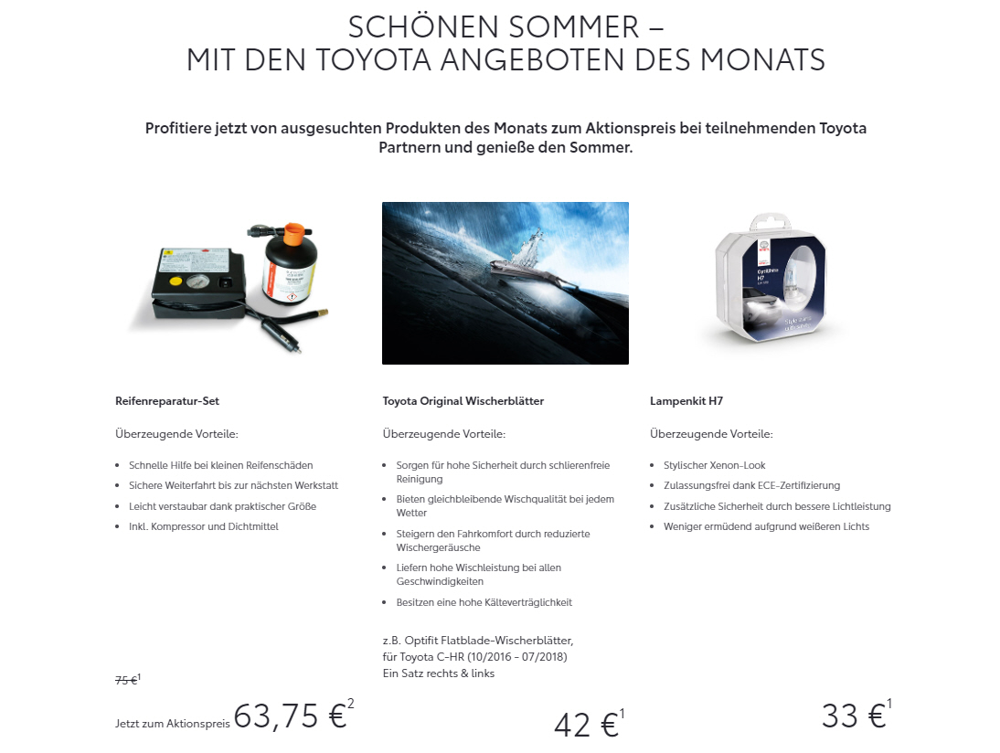 SCHÖNEN SOMMER –
MIT DEN TOYOTA ANGEBOTEN DES MONATS
Profitiere jetzt von ausgesuchten Produkten des Monats zum Aktionspreis bei teilnehmenden Toyota
Partnern und genieße den Sommer.
Optiwhite
H7
Reifenreparatur-Set
Überzeugende Vorteile:
• Schnelle Hilfe bei kleinen Reifenschäden
• Sichere Weiterfahrt bis zur nächsten Werkstatt
• Leicht verstaubar dank praktischer Größe
• Inkl. Kompressor und Dichtmittel
75 €¹
Jetzt zum Aktionspreis 63,75 €²
Toyota Original Wischerblätter
Überzeugende Vorteile:
• Sorgen für hohe Sicherheit durch schlierenfreie
Reinigung
• Bieten gleichbleibende Wischqualität bei jedem
Wetter
• Steigern den Fahrkomfort durch reduzierte
Wischergeräusche
• Liefern hohe Wischleistung bei allen
Geschwindigkeiten
• Besitzen eine hohe Kälteverträglichkeit
z.B. Optifit Flatblade-Wischerblätter,
für Toyota C-HR (10/2016 - 07/2018)
Ein Satz rechts & links
42 €¹
Lampenkit H7
Überzeugende Vorteile:
• Stylischer Xenon-Look
• Zulassungsfrei dank ECE-Zertifizierung
• Zusätzliche Sicherheit durch bessere Lichtleistung
• Weniger ermüdend aufgrund weißeren Lichts
33 €¹